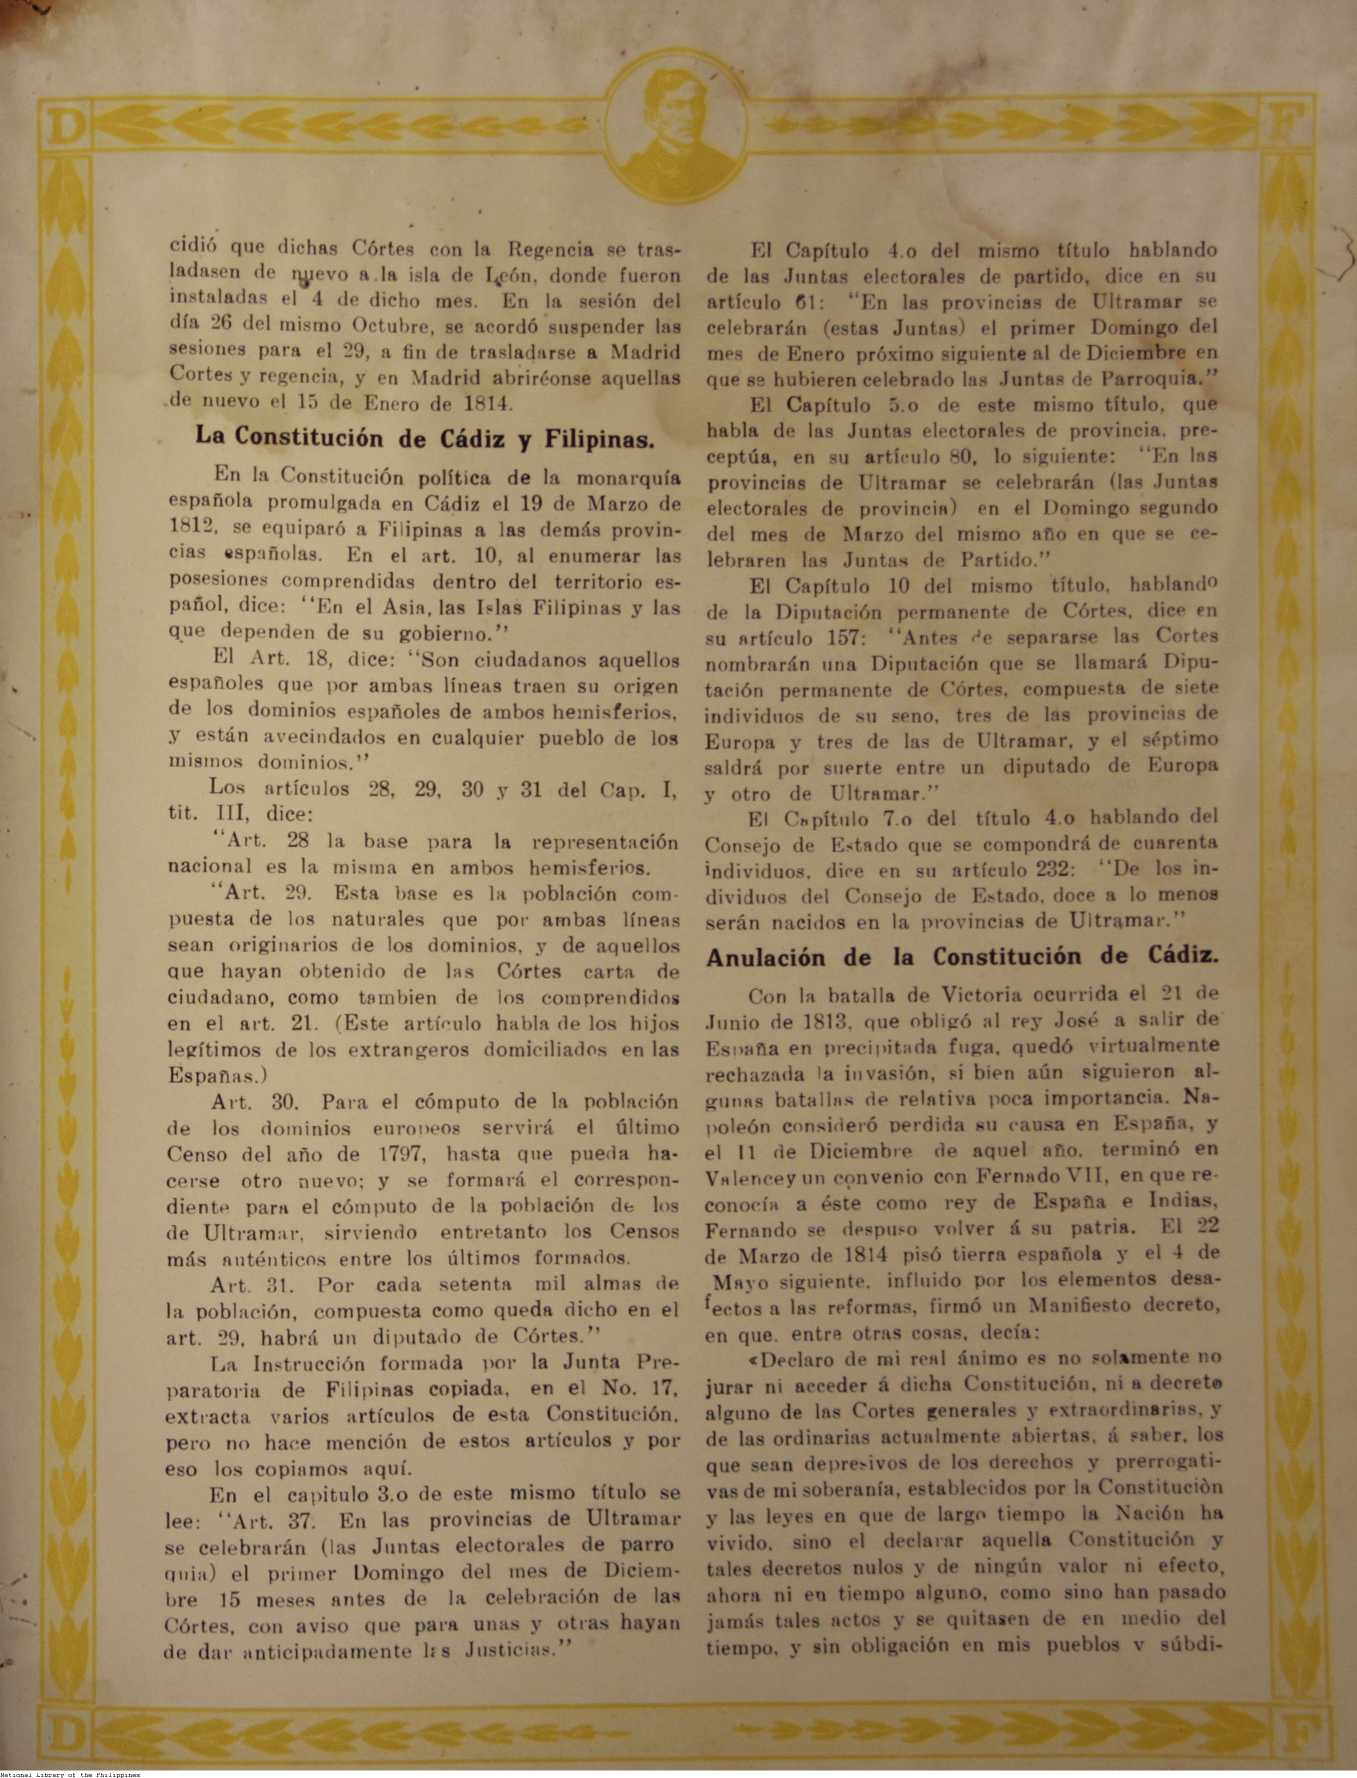 D
F
cidió que dichas Córtes con la Regencia se tras-
ladasen de nuevo a la isla de León, donde fueron
instaladas el 4 de dicho mes. En la sesión del
día 26 del mismo Octubre, se acordó suspender las
sesiones para el 29, a fin de trasladarse a Madrid
Cortes y regencia, y en Madrid abriréonse aquellas
de nuevo el 15 de Enero de 1814.
La Constitución de Cádiz y Filipinas.
En la Constitución política de la monarquía
española promulgada en Cádiz el 19 de Marzo de
1812, se equiparó a Filipinas a las demás provin-
cias españolas. En el art. 10, al enumerar las
posesiones comprendidas dentro del territorio es-
pañol, dice: “En el Asia, las Islas Filipinas y las
que dependen de su gobierno.”
El Art. 18, dice: “Son ciudadanos aquellos
españoles que por ambas líneas traen su origen
de los dominios españoles de ambos hemisferios,
y están avecindados en cualquier pueblo de los
mismos dominios.”
Los artículos 28, 29, 30 y 31 del Cap. I,
tit. III, dice:
“Art. 28 la base para la representación
nacional es la misma en ambos hemisferios.
“Art. 29. Esta base es la población com-
puesta de los naturales que por ambas líneas
sean originarios de los dominios, y de aquellos
que hayan obtenido de las Córtes carta de
ciudadano, como tambien de los comprendidos
en el art. 21. (Este artículo habla de los hijos
legítimos de los extrangeros domiciliados en las
Españas.)
Art. 30. Para el cómputo de la población
de los dominios europeos servirá el último
Censo del año de 1797, hasta que pueda ha-
cerse otro nuevo; y se formará el correspon-
diente para el cómputo de la población de los
de Ultramar, sirviendo entretanto los Censos
más auténticos entre los últimos formados.
Art. 31. Por cada setenta mil almas de
la población, compuesta como queda dicho en el
art. 29, habrá un diputado de Córtes.”
La Instrucción formada por la Junta Pre-
paratoria de Filipinas copiada, en el No. 17,
extracta varios artículos de esta Constitución,
pero no hace mención de estos artículos y por
eso los copiamos aquí.
En el capitulo 3.o de este mismo título se
lee: “Art. 37. En las provincias de Ultramar
se celebrarán (las Juntas electorales de parro
quia) el primer Domingo del mes de Diciem-
bre 15 meses antes de la celebración de las
Córtes, con aviso que para unas y otras hayan
de dar anticipadamente las Justicias.”
El Capítulo 4.o del mismo título hablando
de las Juntas electorales de partido, dice en su
artículo 61: “En las provincias de Ultramar se
celebrarán (estas Juntas) el primer Domingo del
mes de Enero próximo siguiente al de Diciembre en
que se hubieren celebrado las Juntas de Parroquia.”
El Capítulo 5.o de este mismo título, que
habla de las Juntas electorales de provincia, pre-
ceptúa, en su artículo 80, lo siguiente: “En las
provincias de Ultramar se celebrarán (las Juntas
electorales de provincia) en el Domingo segundo
del mes de Marzo del mismo año en que se ce-
lebraren las Juntas de Partido.”
El Capítulo 10 del mismo título, hablando
de la Diputación permanente de Córtes, dice en
su artículo 157: “Antes de separarse las Cortes
nombrarán una Diputación que se llamará Dipu-
tación permanente de Córtes, compuesta de siete
individuos de su seno, tres de las provincias de
Europa y tres de las de Ultramar, y el séptimo
saldrá por suerte entre un diputado de Europa
y otro de Ultramar.”
El Capítulo 7.o del título 4.o hablando del
Consejo de Estado que se compondrá de cuarenta
individuos, dice en su artículo 232: “De los in-
dividuos del Consejo de Estado, doce a lo menos
serán nacidos en la provincias de Ultramar.”
Anulación de la Constitución de Cádiz.
Con la batalla de Victoria ocurrida el 21 de
Junio de 1813, que obligó al rey José a salir de
España en precipitada fuga, quedó virtualmente
rechazada la invasión, si bien aún siguieron al-
gunas batallas de relativa poca importancia. Na-
poleón consideró perdida su causa en España, y
el 11 de Diciembre de aquel año, terminó en
Valencey un convenio con Fernado VII, en que re-
conocía a éste como rey de España e Indias,
Fernando se despuso volver á su patria. El 22
de Marzo de 1814 pisó tierra española y el 4 de
Mayo siguiente, influido por los elementos desa-
fectos a las reformas, firmó un Manifiesto decreto,
en que, entre otras cosas, decía:
«Declaro de mi real ánimo es no solamente no
jurar ni acceder á dicha Constitución, ni a decreto
alguno de las Cortes generales y extraordinarias, y
de las ordinarias actualmente abiertas, á saber, los
que sean depresivos de los derechos y prerrogati-
vas de mi soberanía, establecidos por la Constituciòn
y las leyes en que de largo tiempo la Nación ha
vivido, sino el declarar aquella Constitución y
tales decretos nulos y de ningún valor ni efecto,
ahora ni en tiempo alguno, como sino han pasado
jamás tales actos y se quitasen de en medio del
tiempo, y sin obligación en mis pueblos y súbdi-
D
F
National Library of the Philippines